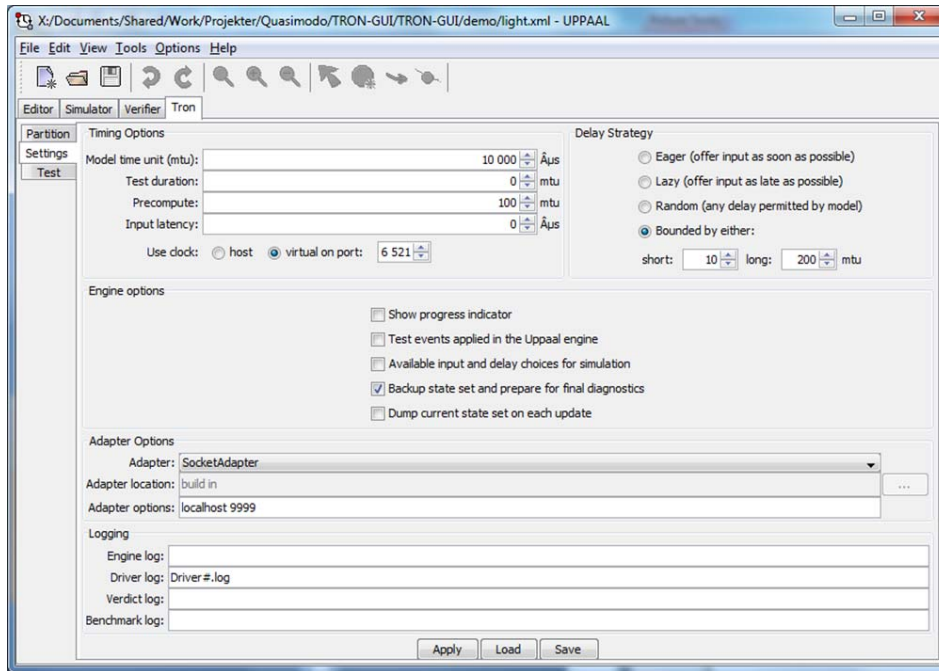 X:/Documents/Shared/Work/Projekter/Quasimodo/TRON-GUI/TRON-GUI/demo/light.xml - UPPAAL
File Edit View Tools Options Help
Editor Simulator Verifier Tron
Partition
Settings
Test
Timing Options
Model time unit (mtu): 10 000 Âµs
Test duration: 0 mtu
Precompute: 100 mtu
Input latency: 0 Âµs
Use clock: host virtual on port: 6 521
Delay Strategy
Eager (offer input as soon as possible)
Lazy (offer input as late as possible)
Random (any delay permitted by model)
Bounded by either:
short: 10 long: 200 mtu
Engine options
Show progress indicator
Test events applied in the Uppaal engine
Available input and delay choices for simulation
Backup state set and prepare for final diagnostics
Dump current state set on each update
Adapter Options
Adapter: SocketAdapter
Adapter location: build in ...
Adapter options: localhost 9999
Logging
Engine log:
Driver log: Driver#.log
Verdict log:
Benchmark log:
Apply Load Save